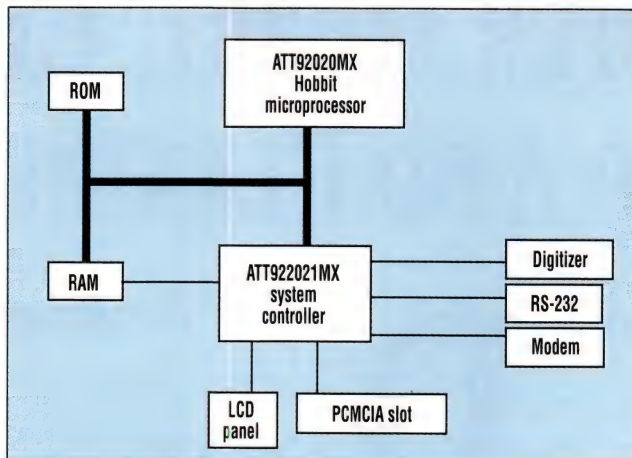 ATT92020MX
Hobbit
microprocessor
ROM
RAM
ATT922021MX
system
controller
Digitizer
RS-232
Modem
LCD
panel
PCMCIA slot